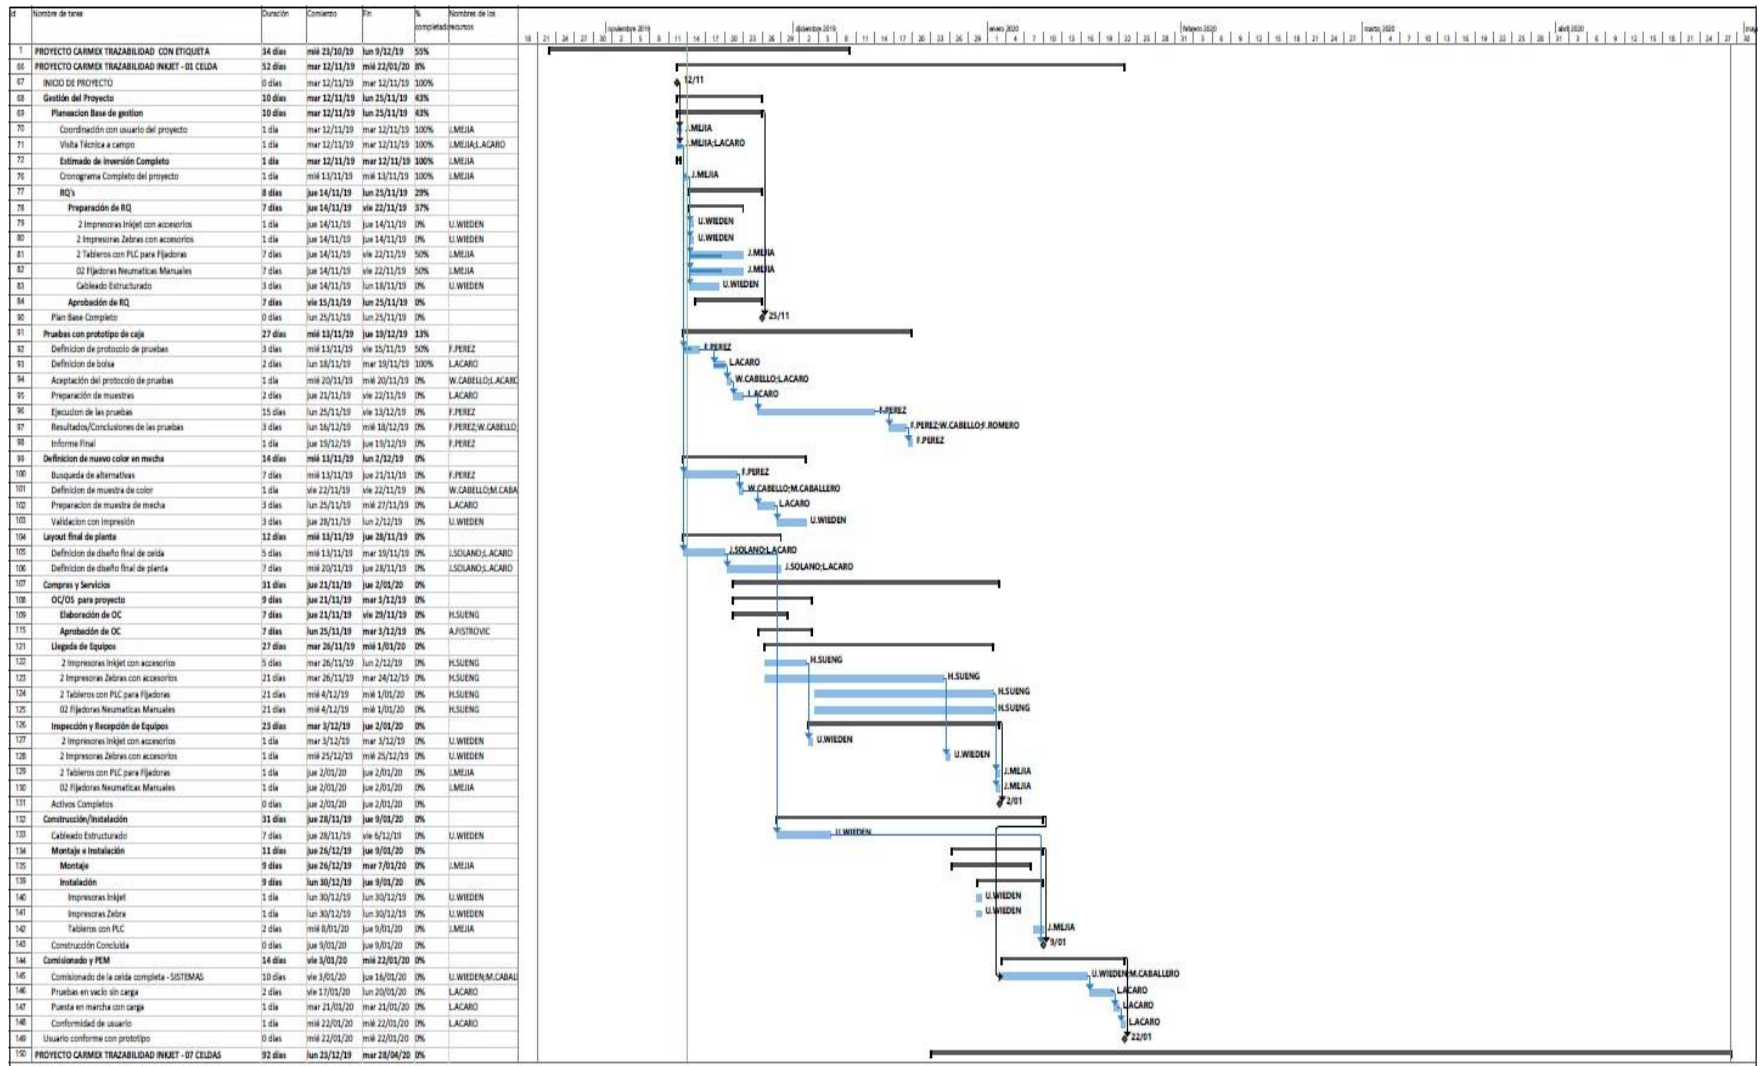 Id Nombre de tarea Duración Comienzo Fin % completado Nombres de los recursos
noviembre 2019 diciembre 2019 enero 2020 febrero 2020 marzo 2020 abril 2020
1 PROYECTO CARMEX TRAZABILIDAD CON ETIQUETA 34 días mié 23/10/19 lun 9/12/19 55%
66 PROYECTO CARMEX TRAZABILIDAD INKJET - 01 CELDA 52 días mar 12/11/19 mié 22/01/20 8%
67 INICIO DE PROYECTO 0 días mar 12/11/19 mar 12/11/19 100% 12/11
68 Gestión del Proyecto 10 días mar 12/11/19 lun 25/11/19 43%
69 Planeacion Base de gestion 10 días mar 12/11/19 lun 25/11/19 43%
70 Coordinación con usuario del proyecto 1 día mar 12/11/19 mar 12/11/19 100% J.MEJIA J.MEJIA
71 Visita Técnica a campo 1 día mar 12/11/19 mar 12/11/19 100% J.MEJIA;L.ACARO J.MEJIA;L.ACARO
72 Estimado de Inversión Completo 1 día mar 12/11/19 mar 12/11/19 100% J.MEJIA
76 Cronograma Completo del proyecto 1 día mié 13/11/19 mié 13/11/19 100% J.MEJIA J.MEJIA
77 RQ's 8 días jue 14/11/19 lun 25/11/19 29%
78 Preparación de RQ 7 días jue 14/11/19 vie 22/11/19 37%
79 2 Impresoras Inkjet con accesorios 1 día jue 14/11/19 jue 14/11/19 0% U.WIEDEN U.WIEDEN
80 2 Impresoras Zebras con accesorios 1 día jue 14/11/19 jue 14/11/19 0% U.WIEDEN U.WIEDEN
81 2 Tableros con PLC para Fijadoras 7 días jue 14/11/19 vie 22/11/19 50% J.MEJIA J.MEJIA
82 02 Fijadoras Neumaticas Manuales 7 días jue 14/11/19 vie 22/11/19 50% J.MEJIA J.MEJIA
83 Cableado Estructurado 3 días jue 14/11/19 lun 18/11/19 0% U.WIEDEN U.WIEDEN
84 Aprobación de RQ 7 días vie 15/11/19 lun 25/11/19 0%
90 Plan Base Completo 0 días lun 25/11/19 lun 25/11/19 0% 25/11
91 Pruebas con prototipo de caja 27 días mié 13/11/19 jue 19/12/19 13%
92 Definicion de protocolo de pruebas 3 días mié 13/11/19 vie 15/11/19 50% F.PEREZ F.PEREZ
93 Definicion de bolsa 2 días lun 18/11/19 mar 19/11/19 100% L.ACARO L.ACARO
94 Aceptación del protocolo de pruebas 1 día mié 20/11/19 mié 20/11/19 0% W.CABELLO;L.ACARO W.CABELLO;L.ACARO
95 Preparación de muestras 2 días jue 21/11/19 vie 22/11/19 0% L.ACARO L.ACARO
96 Ejecucion de las pruebas 15 días lun 25/11/19 vie 13/12/19 0% F.PEREZ F.PEREZ
97 Resultados/Conclusiones de las pruebas 3 días lun 16/12/19 mié 18/12/19 0% F.PEREZ;W.CABELLO; F.PEREZ;W.CABELLO;F.ROMERO
98 Informe Final 1 día jue 19/12/19 jue 19/12/19 0% F.PEREZ F.PEREZ
99 Definicion de nuevo color en mecha 14 días mié 13/11/19 lun 2/12/19 0%
100 Busqueda de alternativas 7 días mié 13/11/19 jue 21/11/19 0% F.PEREZ F.PEREZ
101 Definicion de muestra de color 1 día vie 22/11/19 vie 22/11/19 0% W.CABELLO;M.CABA W.CABELLO;M.CABALLERO
102 Preparacion de muestra de mecha 3 días lun 25/11/19 mié 27/11/19 0% L.ACARO L.ACARO
103 Validacion con impresión 3 días jue 28/11/19 lun 2/12/19 0% U.WIEDEN U.WIEDEN
104 Layout final de planta 12 días mié 13/11/19 jue 28/11/19 0%
105 Definicion de diseño final de celda 5 días mié 13/11/19 mar 19/11/19 0% J.SOLANO;L.ACARO J.SOLANO;L.ACARO
106 Definicion de diseño final de planta 7 días mié 20/11/19 jue 28/11/19 0% J.SOLANO;L.ACARO J.SOLANO;L.ACARO
107 Compras y Servicios 31 días jue 21/11/19 jue 2/01/20 0%
108 OC/OS para proyecto 9 días jue 21/11/19 mar 3/12/19 0%
109 Elaboración de OC 7 días jue 21/11/19 vie 29/11/19 0% H.SUENG
115 Aprobación de OC 7 días lun 25/11/19 mar 3/12/19 0% A.FISTROVIC
121 Llegada de Equipos 27 días mar 26/11/19 mié 1/01/20 0%
122 2 Impresoras Inkjet con accesorios 5 días mar 26/11/19 lun 2/12/19 0% H.SUENG H.SUENG
123 2 Impresoras Zebras con accesorios 21 días mar 26/11/19 mar 24/12/19 0% H.SUENG H.SUENG
124 2 Tableros con PLC para Fijadoras 21 días mié 4/12/19 mié 1/01/20 0% H.SUENG H.SUENG
125 02 Fijadoras Neumaticas Manuales 21 días mié 4/12/19 mié 1/01/20 0% H.SUENG H.SUENG
126 Inspección y Recepción de Equipos 23 días mar 3/12/19 jue 2/01/20 0%
127 2 Impresoras Inkjet con accesorios 1 día mar 3/12/19 mar 3/12/19 0% U.WIEDEN U.WIEDEN
128 2 Impresoras Zebras con accesorios 1 día mié 25/12/19 mié 25/12/19 0% U.WIEDEN U.WIEDEN
129 2 Tableros con PLC para Fijadoras 1 día jue 2/01/20 jue 2/01/20 0% J.MEJIA J.MEJIA
130 02 Fijadoras Neumaticas Manuales 1 día jue 2/01/20 jue 2/01/20 0% J.MEJIA J.MEJIA
131 Activos Completos 0 días jue 2/01/20 jue 2/01/20 0% 2/01
132 Construcción/Instalación 31 días jue 28/11/19 jue 9/01/20 0%
133 Cableado Estructurado 7 días jue 28/11/19 vie 6/12/19 0% U.WIEDEN U.WIEDEN
134 Montaje e Instalación 11 días jue 26/12/19 jue 9/01/20 0%
135 Montaje 9 días jue 26/12/19 mar 7/01/20 0% J.MEJIA
139 Instalación 9 días lun 30/12/19 jue 9/01/20 0%
140 Impresoras Inkjet 1 día lun 30/12/19 lun 30/12/19 0% U.WIEDEN U.WIEDEN
141 Impresoras Zebra 1 día lun 30/12/19 lun 30/12/19 0% U.WIEDEN U.WIEDEN
142 Tableros con PLC 2 días mié 8/01/20 jue 9/01/20 0% J.MEJIA J.MEJIA
143 Construcción Concluida 0 días jue 9/01/20 jue 9/01/20 0% 9/01
144 Comisionado y PEM 14 días vie 3/01/20 mié 22/01/20 0%
145 Comisionado de la celda completa - SISTEMAS 10 días vie 3/01/20 jue 16/01/20 0% U.WIEDEN;M.CABAL U.WIEDEN;M.CABALLERO
146 Pruebas en vacío sin carga 2 días vie 17/01/20 lun 20/01/20 0% L.ACARO L.ACARO
147 Puesta en marcha con carga 1 día mar 21/01/20 mar 21/01/20 0% L.ACARO L.ACARO
148 Conformidad de usuario 1 día mié 22/01/20 mié 22/01/20 0% L.ACARO L.ACARO
149 Usuario conforme con prototipo 0 días mié 22/01/20 mié 22/01/20 0% 22/01
150 PROYECTO CARMEX TRAZABILIDAD INKJET - 07 CELDAS 92 días lun 23/12/19 mar 28/04/20 0%